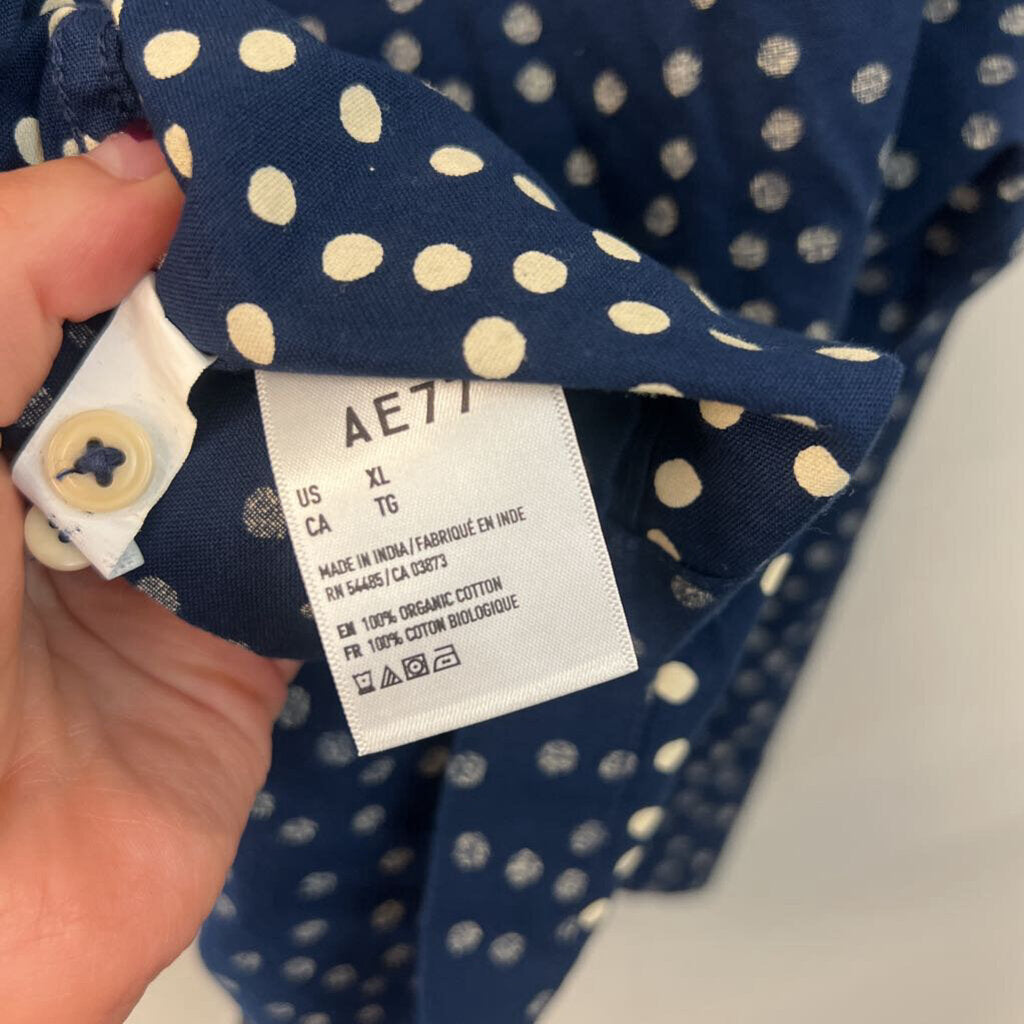 AE77
US XL
CA TG
MADE IN INDIA/FABRIQUÉ EN INDE
RN 54485/CA 03873
EN 100% ORGANIC COTTON
FR 100% COTON BIOLOGIQUE